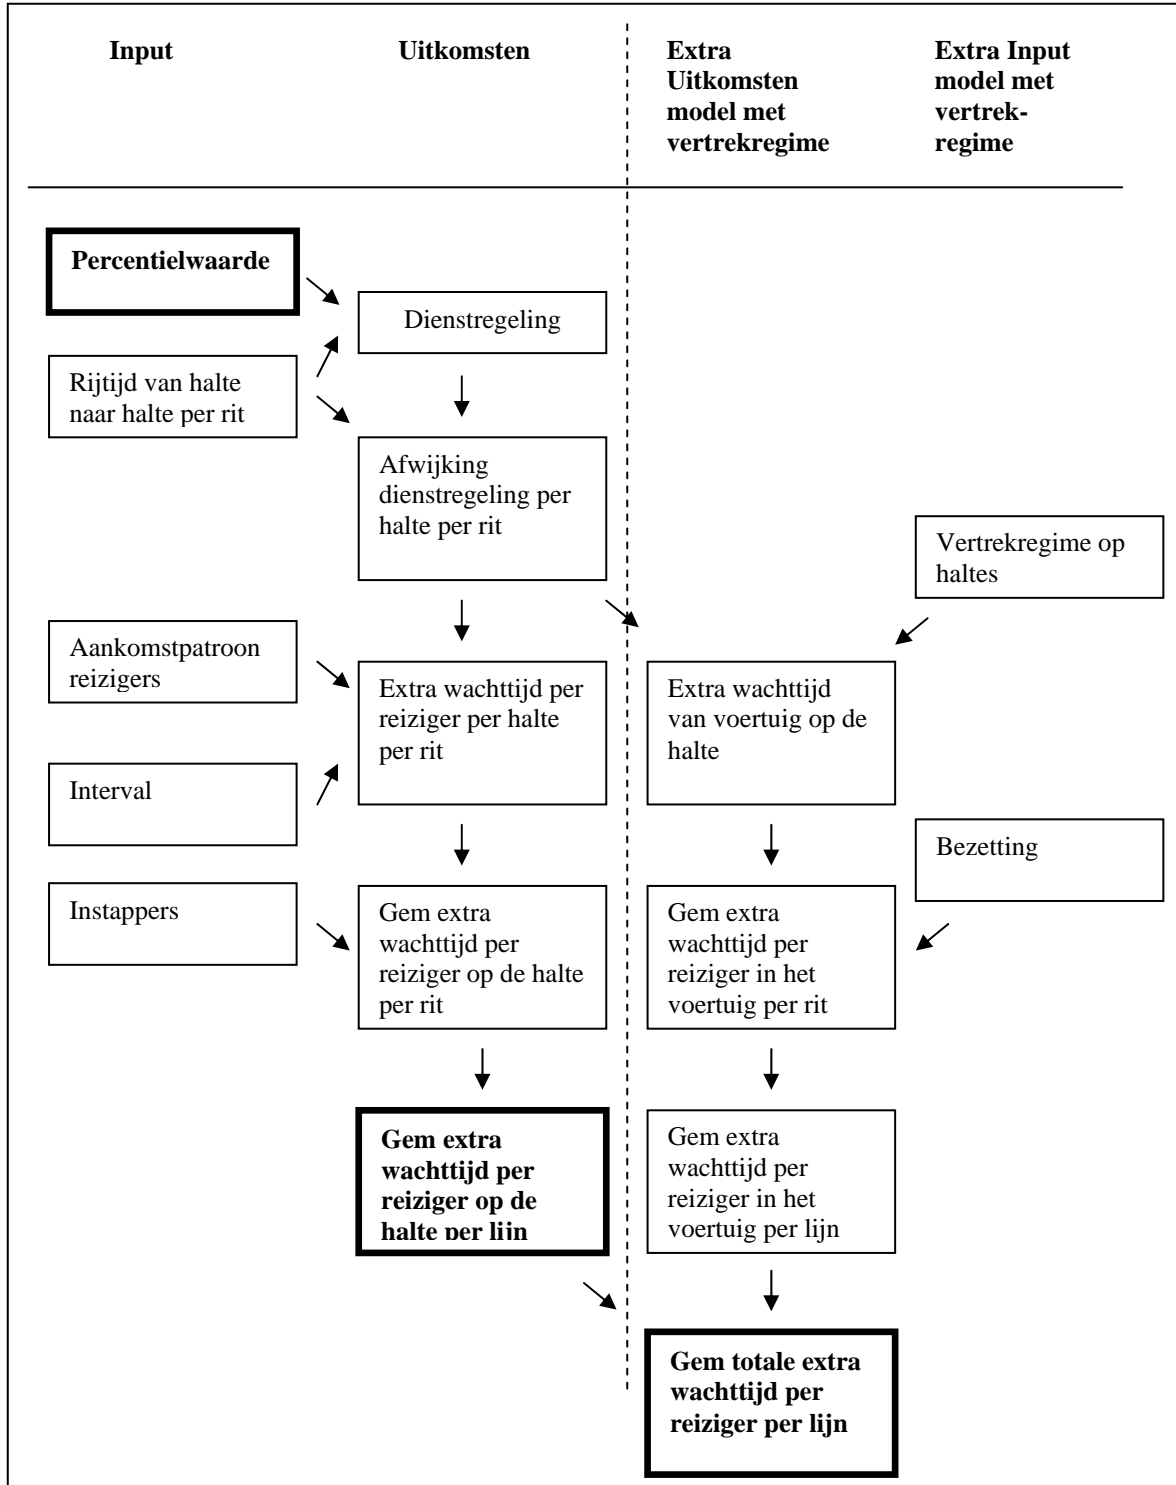 Input
Uitkomsten
Extra
Uitkomsten
model met
vertrekregime
Extra Input
model met
vertrek-
regime
Percentielwaarde
Dienstregeling
Rijtijd van halte
naar halte per rit
Afwijking
dienstregeling per
halte per rit
Vertrekregime op
haltes
Aankomstpatroon
reizigers
Extra wachttijd per
reiziger per halte
per rit
Extra wachttijd
van voertuig op de
halte
Interval
Bezetting
Instappers
Gem extra
wachttijd per
reiziger op de halte
per rit
Gem extra
wachttijd per
reiziger in het
voertuig per rit
Gem extra
wachttijd per
reiziger op de
halte per lijn
Gem extra
wachttijd per
reiziger in het
voertuig per lijn
Gem totale extra
wachttijd per
reiziger per lijn